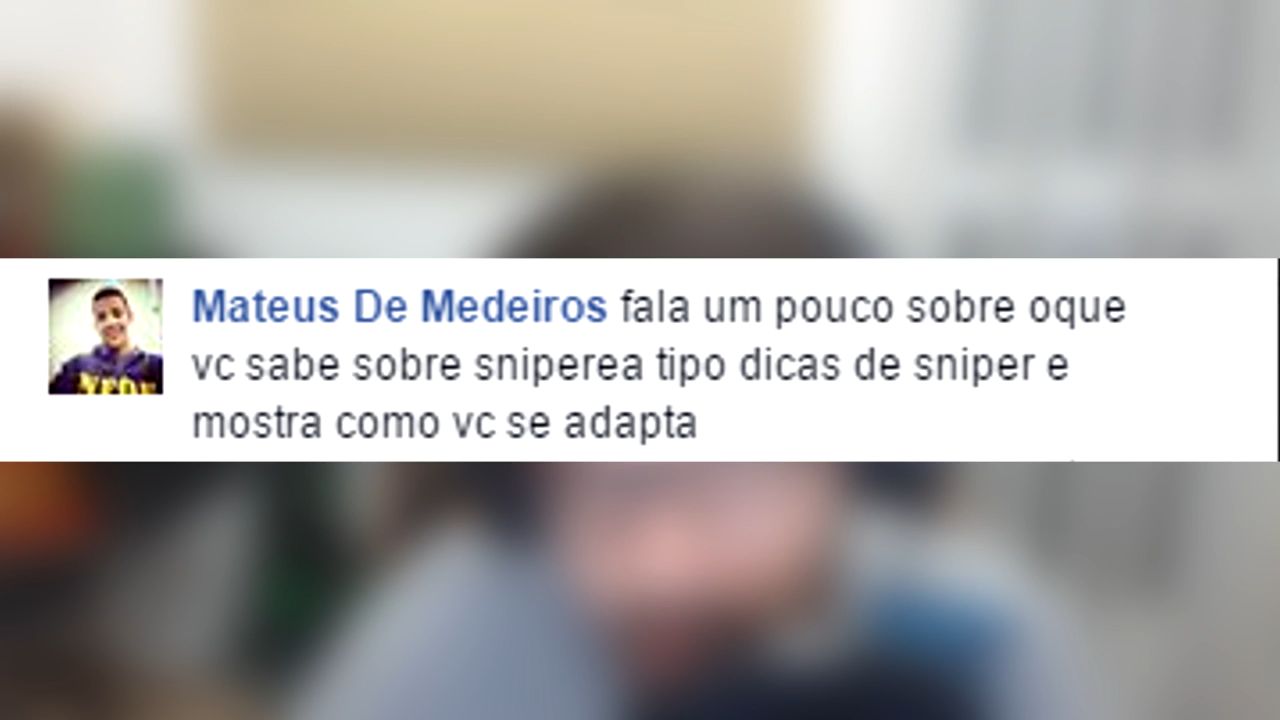 Mateus De Medeiros fala um pouco sobre oque
vc sabe sobre sniperea tipo dicas de sniper e
mostra como vc se adapta